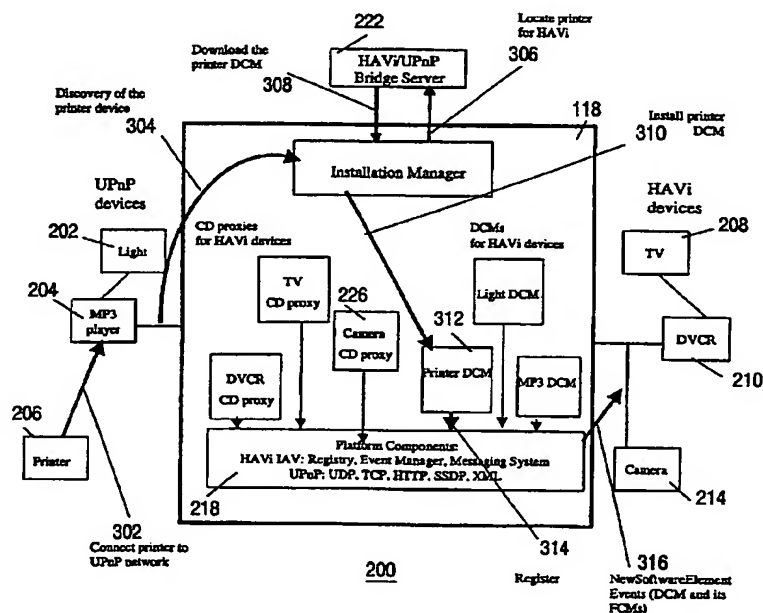 222
HAVi/UPnP
Bridge Server
Locate printer
for HAVi
306
Download the
printer DCM
308
Discovery of the
printer device
304
118
Install printer
DCM
310
Installation Manager
UPnP
devices
202
Light
204
MP3
player
206
Printer
302
Connect printer to
UPnP network
CD proxies
for HAVi devices
TV
CD proxy
226
Camera
CD proxy
DVCR
CD proxy
DCMs
for HAVi devices
Light DCM
312
Printer DCM
MP3 DCM
HAVi
devices
208
TV
DVCR
210
Camera
214
Platform Components:
HAVi IAV: Registry, Event Manager, Messaging System
UPnP: UDP, TCP, HTTP, SSDP, XML
218
314
Register
316
NewSoftwareElement
Events (DCM and its
FCMs)
200